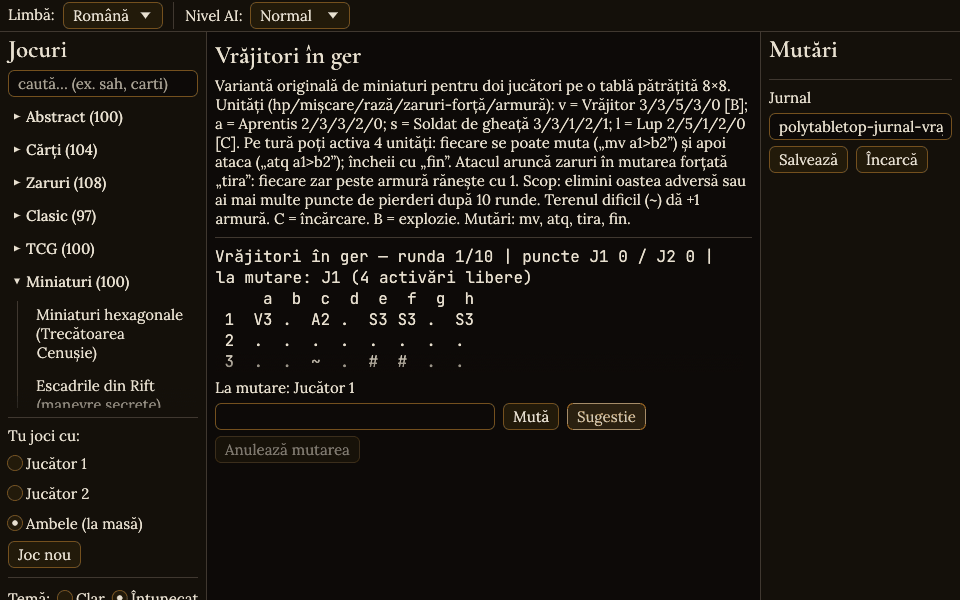 Limbă: Română ▼ Nivel AI: Normal ▼
Jocuri
caută... (ex. sah, carti)
▸ Abstract (100)
▸ Cărți (104)
▸ Zaruri (108)
▸ Clasic (97)
▸ TCG (100)
▾ Miniaturi (100)
Miniaturi hexagonale
(Trecătoarea
Cenușie)
Escadrile din Rift
(manevre secrete)
Tu joci cu:
Jucător 1
Jucător 2
Ambele (la masă)
Joc nou
Temă: Clar Întunecat
Vrăjitori în ger
Variantă originală de miniaturi pentru doi jucători pe o tablă pătrățită 8×8.
Unități (hp/mișcare/rază/zaruri-forță/armură): v = Vrăjitor 3/3/5/3/0 [B];
a = Aprentis 2/3/3/2/0; s = Soldat de gheață 3/3/1/2/1; l = Lup 2/5/1/2/0
[C]. Pe tură poți activa 4 unități: fiecare se poate muta („mv a1>b2”) și apoi
ataca („atq a1>b2”); închei cu „fin”. Atacul aruncă zaruri în mutarea forțată
„tira”: fiecare zar peste armură rănește cu 1. Scop: elimini oastea adversă sau
ai mai multe puncte de pierderi după 10 runde. Terenul dificil (~) dă +1
armură. C = încărcare. B = explozie. Mutări: mv, atq, tira, fin.
Vrăjitori în ger — runda 1/10 | puncte J1 0 / J2 0 |
la mutare: J1 (4 activări libere)
a b c d e f g h
1 V3 . A2 . S3 S3 . S3
2 . . . . . . . .
3 . . ~ . # # . .
La mutare: Jucător 1
Mută Sugestie
Anulează mutarea
Mutări
Jurnal
polytabletop-jurnal-vra
Salvează Încarcă